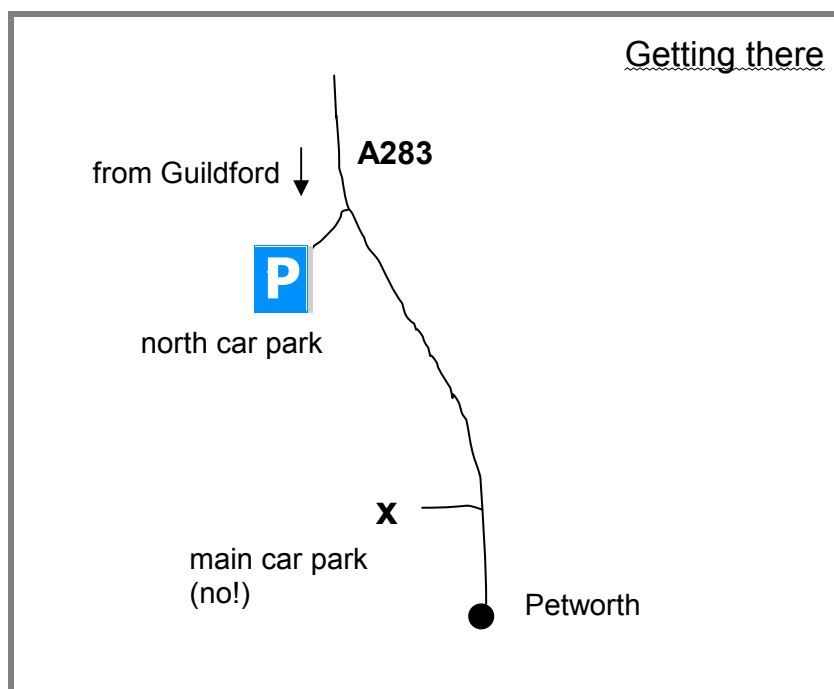 Getting there
A283
from Guildford
P
north car park
x
main car park
(no!)
Petworth